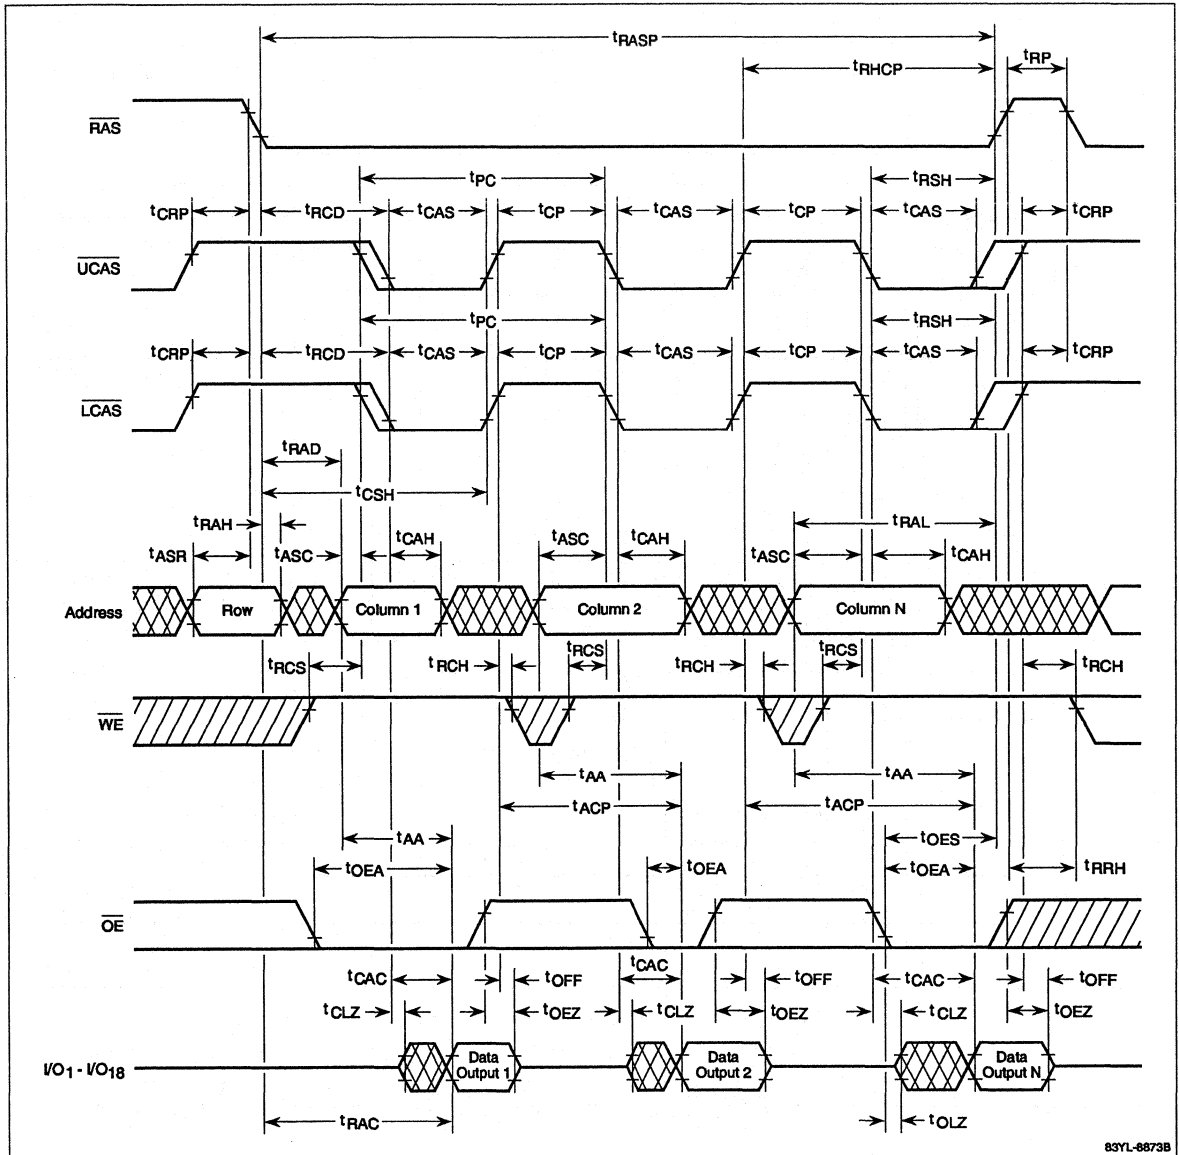 tRASP
tRHCP
tRP
RAS
tPC
tRSH
tCRP tRCD tCAS tCP tCAS tCP tCAS tCRP
UCAS
tPC
tRSH
tCRP tRCD tCAS tCP tCAS tCP tCAS tCRP
LCAS
tRAD
tCSH
tRAH tRAL
tASR tASC tCAH tASC tCAH tASC tCAH
Address Row Column 1 Column 2 Column N
tRCS tRCH tRCS tRCH tRCS tRCH
WE
tAA tAA
tACP tACP
tAA tOES
tOEA tOEA tOEA tRRH
OE
tCAC tOFF tCAC tOFF tCAC tOFF
tCLZ tOEZ tCLZ tOEZ tCLZ tOEZ
I/O1 - I/O18 Data Output 1 Data Output 2 Data Output N
tRAC tOLZ
83YL-6873B